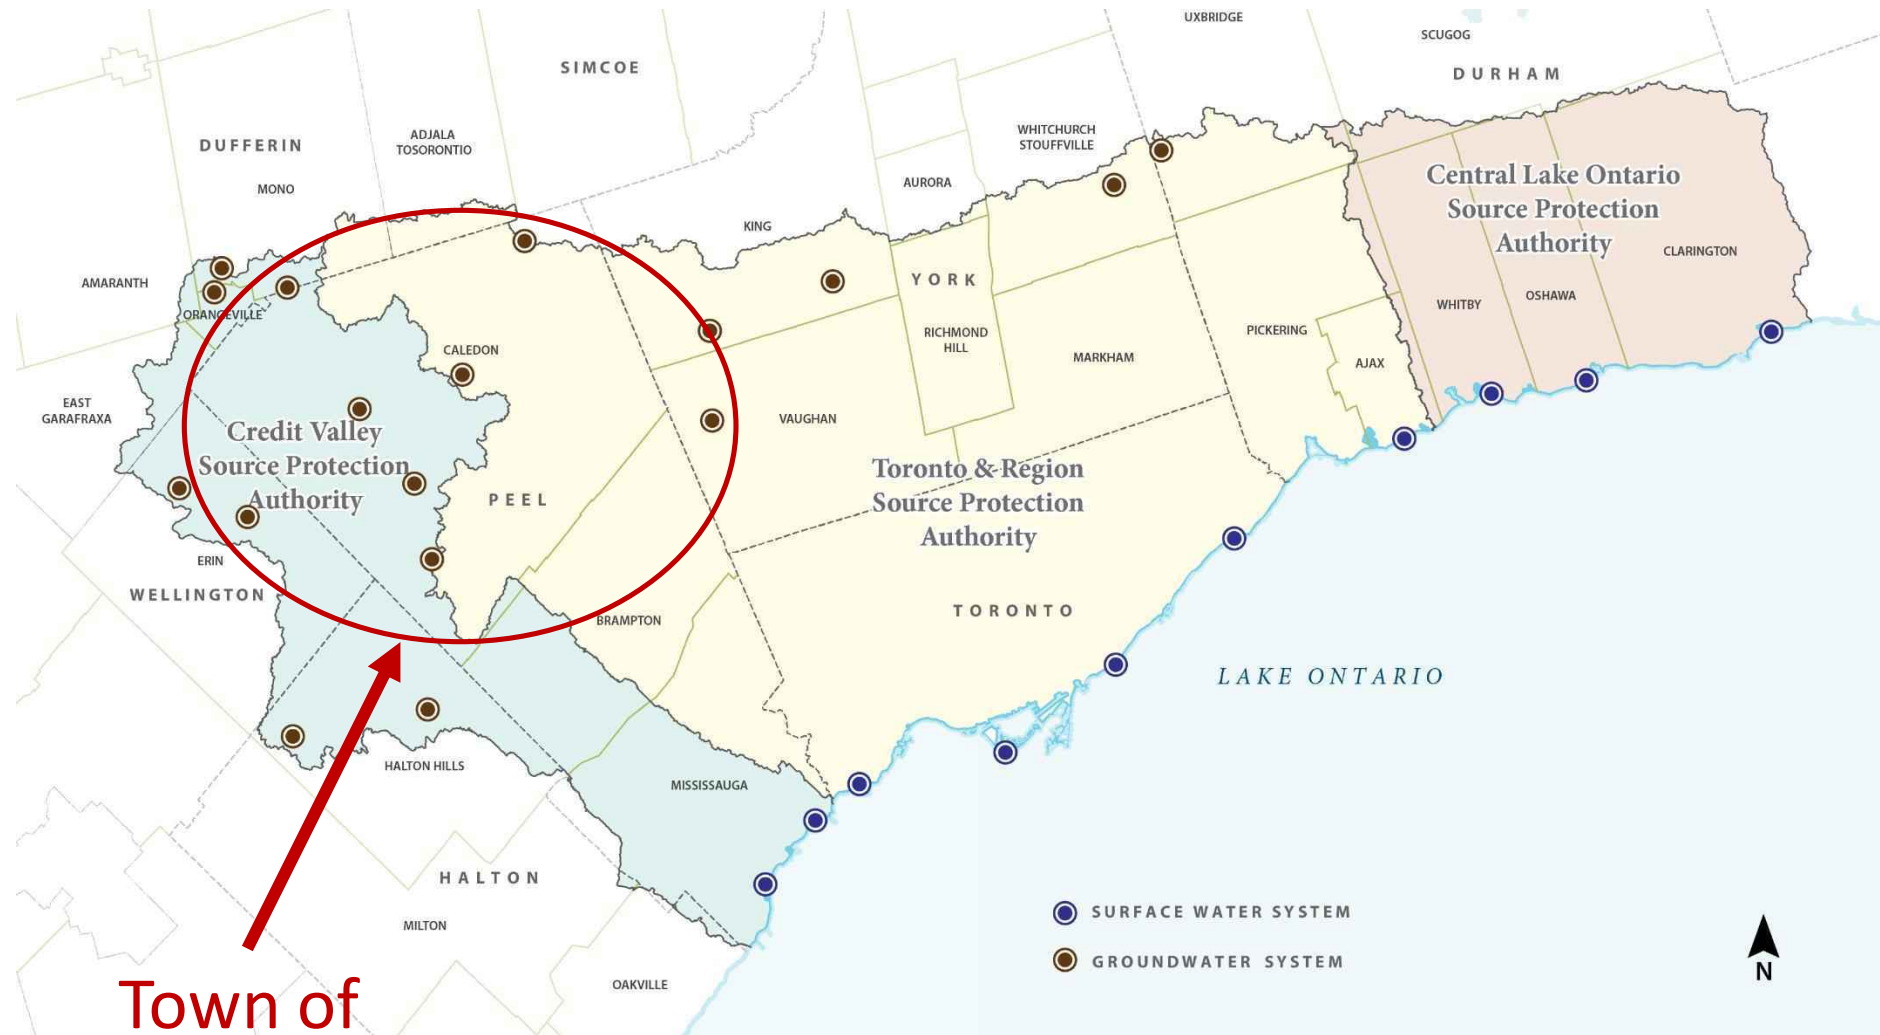 UXBRIDGE
SCUGOG
SIMCOE
DURHAM
WHITCHURCH
STOUFFVILLE
ADJALA
TOSORONTIO
DUFFERIN
MONO
AURORA
Central Lake Ontario
Source Protection
Authority
KING
CLARINGTON
AMARANTH
YORK
ORANGEVILLE
WHITBY
OSHAWA
RICHMOND
HILL
PICKERING
CALEDON
MARKHAM
AJAX
EAST
GARAFRAXA
VAUGHAN
Credit Valley
Source Protection
Authority
Toronto & Region
Source Protection
Authority
PEEL
ERIN
WELLINGTON
BRAMPTON
TORONTO
LAKE ONTARIO
HALTON HILLS
MISSISSAUGA
HALTON
MILTON
OAKVILLE
SURFACE WATER SYSTEM
GROUNDWATER SYSTEM
N
Town of